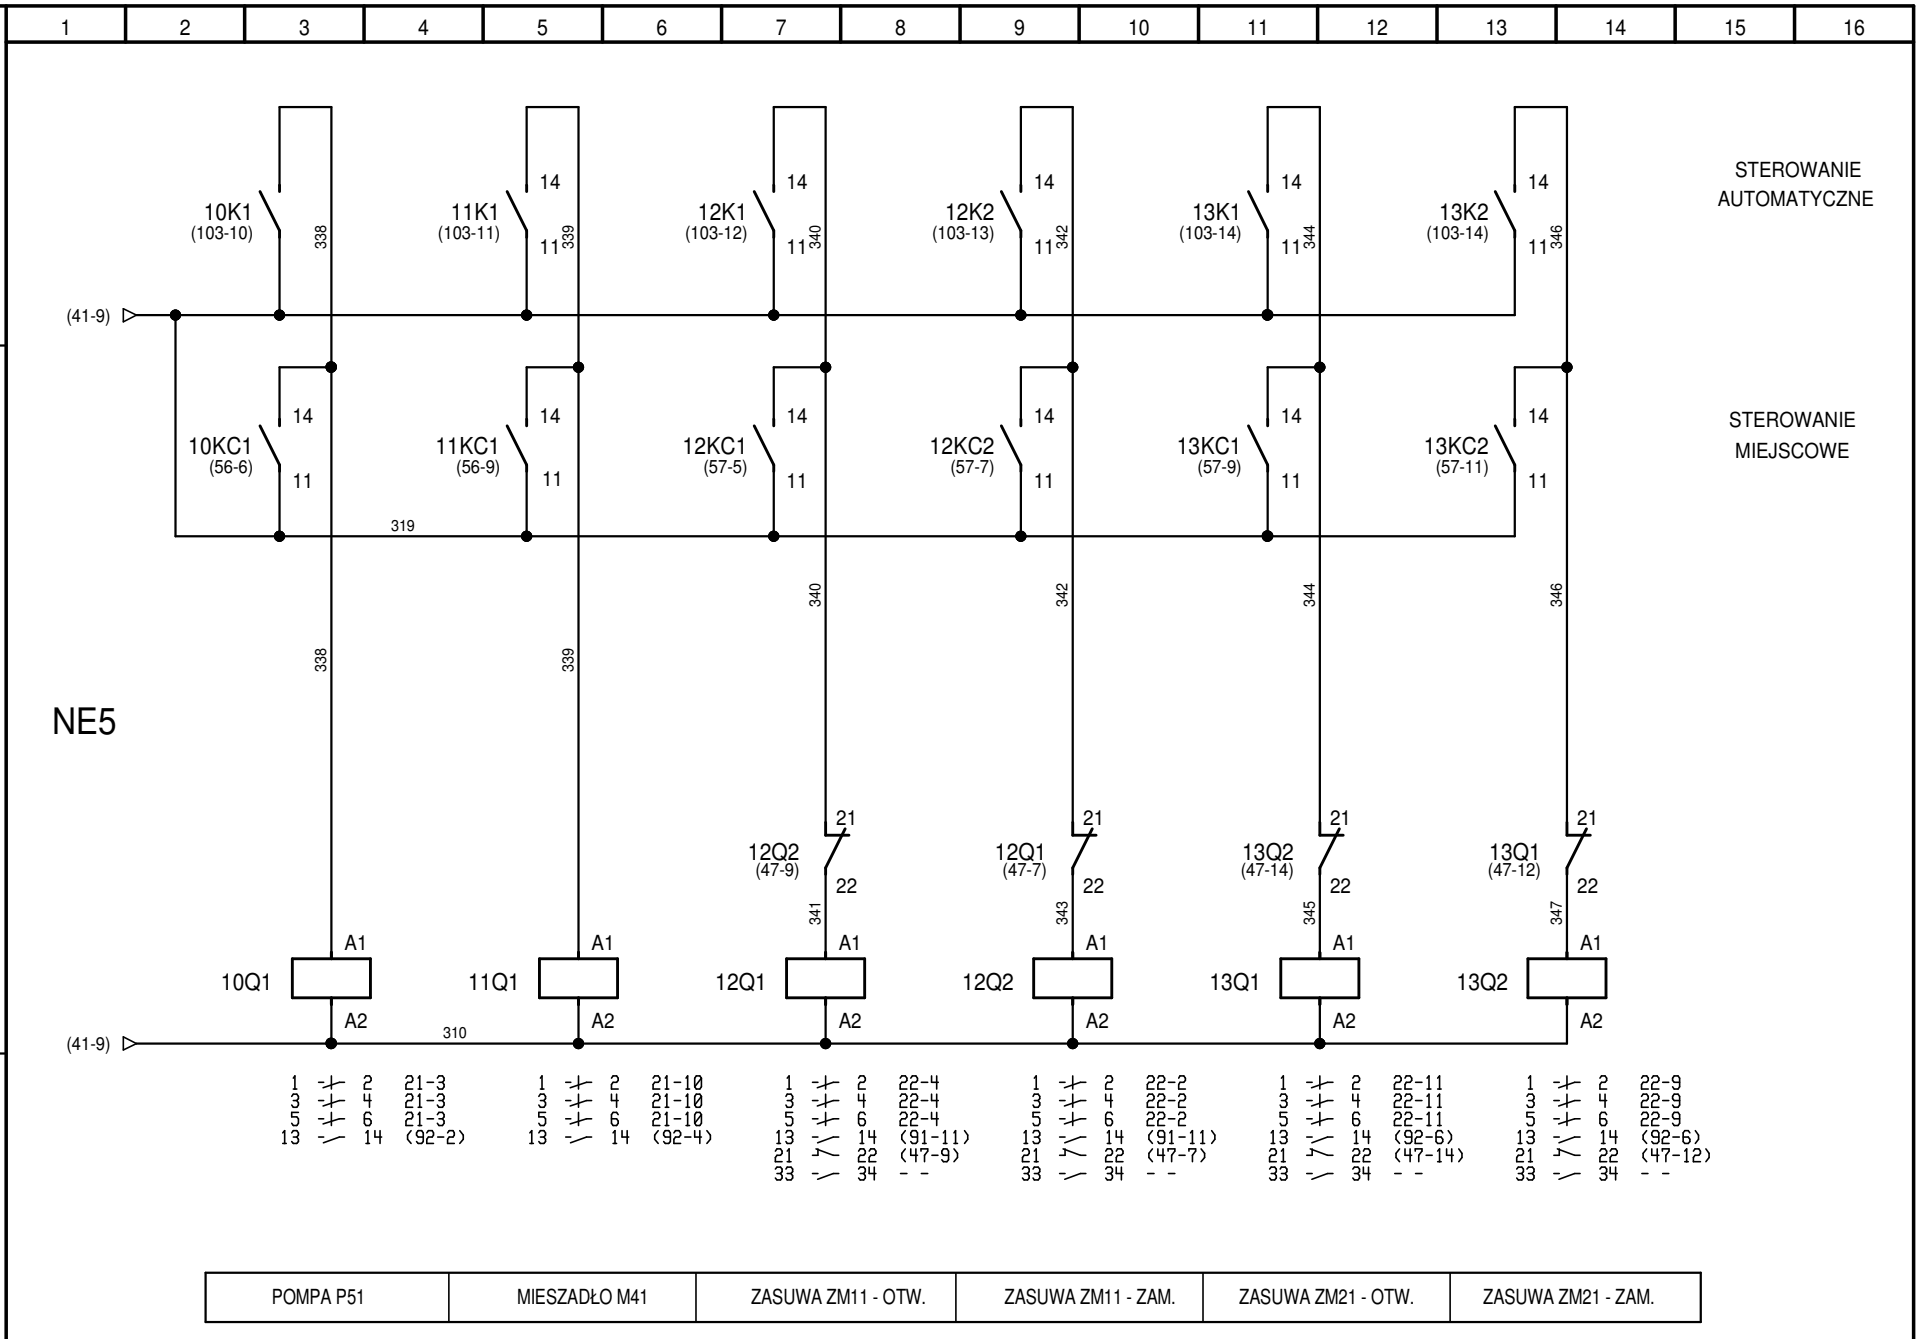 1 2 3 4 5 6 7 8 9 10 11 12 13 14 15 16
STEROWANIE
AUTOMATYCZNE
14 14 14 14 14
10K1 11K1 12K1 12K2 13K1 13K2
(103-10) (103-11) (103-12) (103-13) (103-14) (103-14)
338 11 339 11 340 11 342 11 344 11 346
(41-9)
STEROWANIE
MIEJSCOWE
14 14 14 14 14 14
10KC1 11KC1 12KC1 12KC2 13KC1 13KC2
(56-6) (56-9) (57-5) (57-7) (57-9) (57-11)
11 11 11 11 11 11
319
340 342 344 346
338 339
NE5
21 21 21 21
12Q2 12Q1 13Q2 13Q1
(47-9) (47-7) (47-14) (47-12)
22 22 22 22
341 343 345 347
A1 A1 A1 A1 A1 A1
10Q1 11Q1 12Q1 12Q2 13Q1 13Q2
A2 A2 A2 A2 A2 A2
(41-9) 310
1 2 21-3 1 2 21-10 1 2 22-4 1 2 22-2 1 2 22-11 1 2 22-9
3 4 21-3 3 4 21-10 3 4 22-4 3 4 22-2 3 4 22-11 3 4 22-9
5 6 21-3 5 6 21-10 5 6 22-4 5 6 22-2 5 6 22-11 5 6 22-9
13 14 (92-2) 13 14 (92-4) 13 14 (91-11) 13 14 (91-11) 13 14 (92-6) 13 14 (92-6)
21 22 (47-9) 21 22 (47-7) 21 22 (47-14) 21 22 (47-12)
33 34 - - 33 34 - - 33 34 - - 33 34 - -
POMPA P51 MIESZADŁO M41 ZASUWA ZM11 - OTW. ZASUWA ZM11 - ZAM. ZASUWA ZM21 - OTW. ZASUWA ZM21 - ZAM.